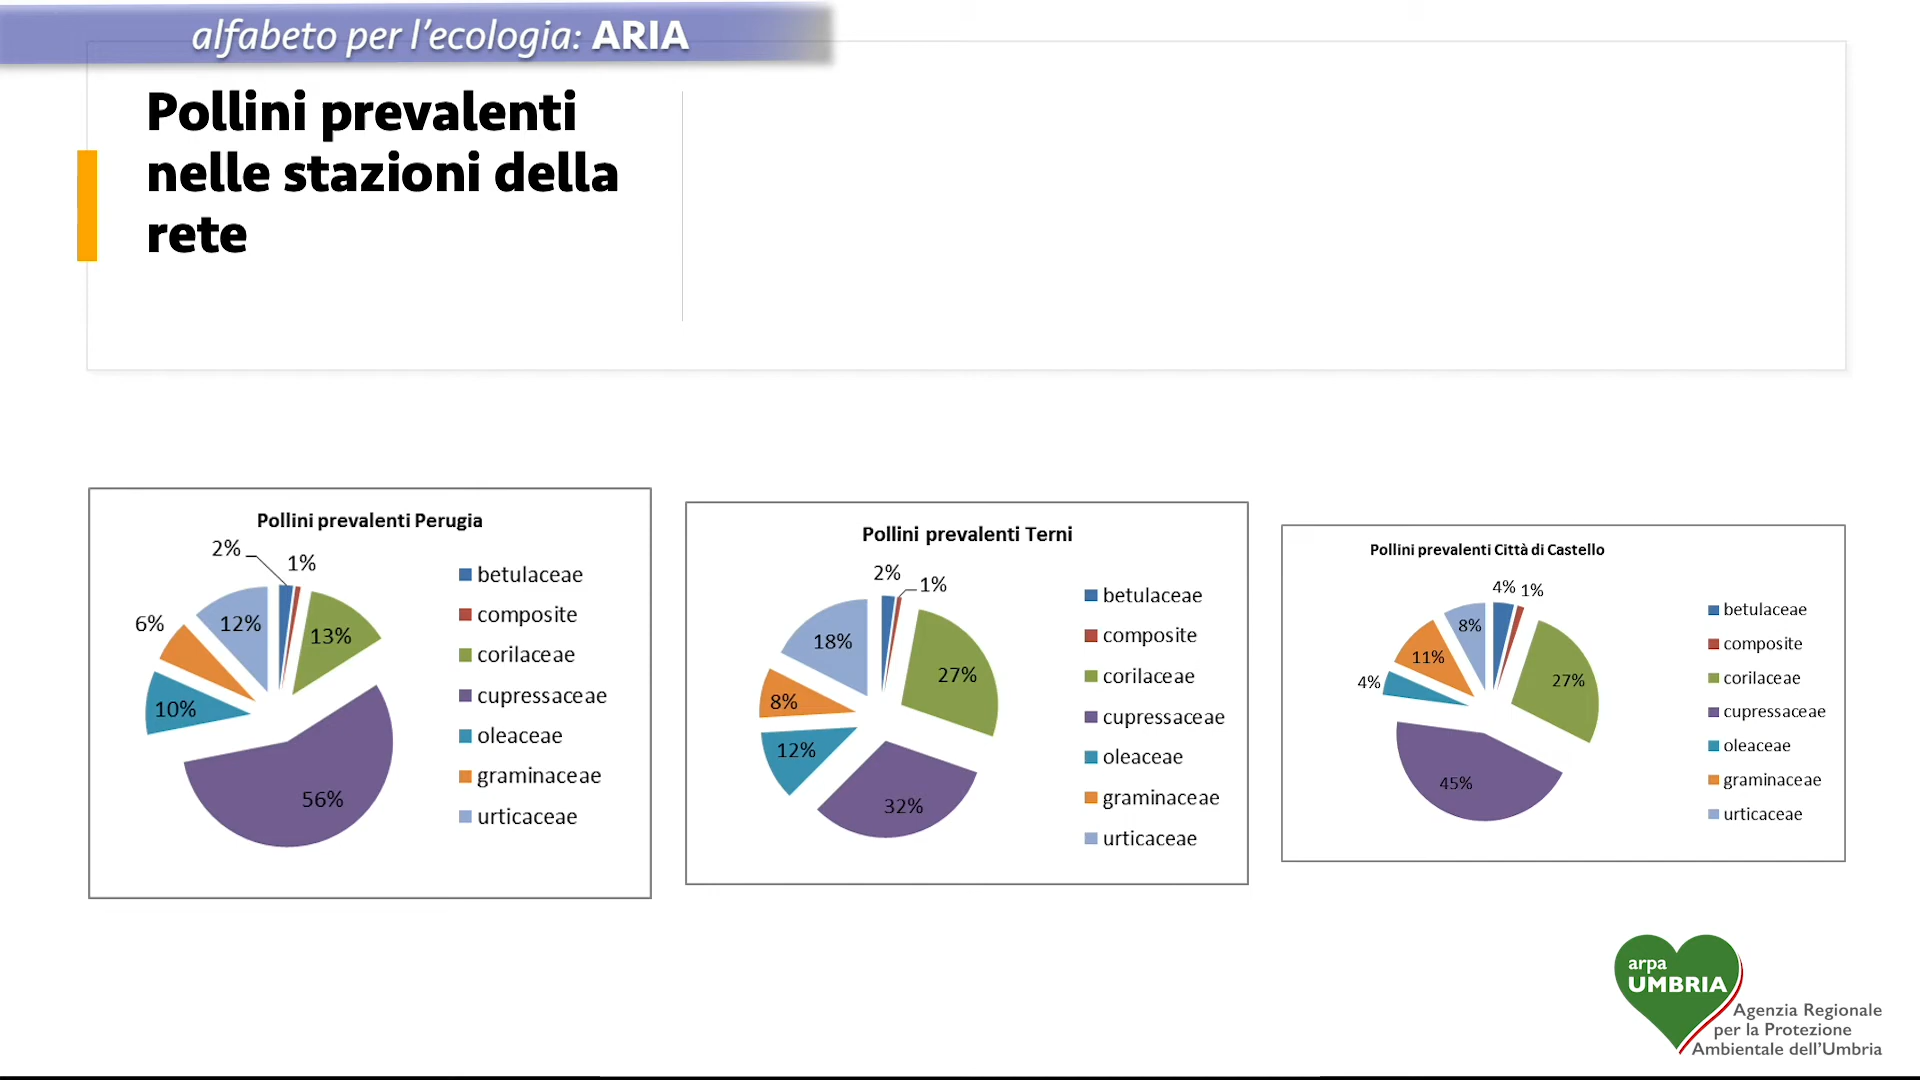 alfabeto per l'ecologia: ARIA
Pollini prevalenti
nelle stazioni della
rete
Pollini prevalenti Perugia
2%
1%
6%
12%
13%
10%
56%
betulaceae
composite
corilaceae
cupressaceae
oleaceae
graminaceae
urticaceae
Pollini prevalenti Terni
2%
1%
18%
27%
8%
12%
32%
betulaceae
composite
corilaceae
cupressaceae
oleaceae
graminaceae
urticaceae
Pollini prevalenti Città di Castello
4%
1%
8%
11%
4%
27%
45%
betulaceae
composite
corilaceae
cupressaceae
oleaceae
graminaceae
urticaceae
arpa
UMBRIA
Agenzia Regionale
per la Protezione
Ambientale dell'Umbria